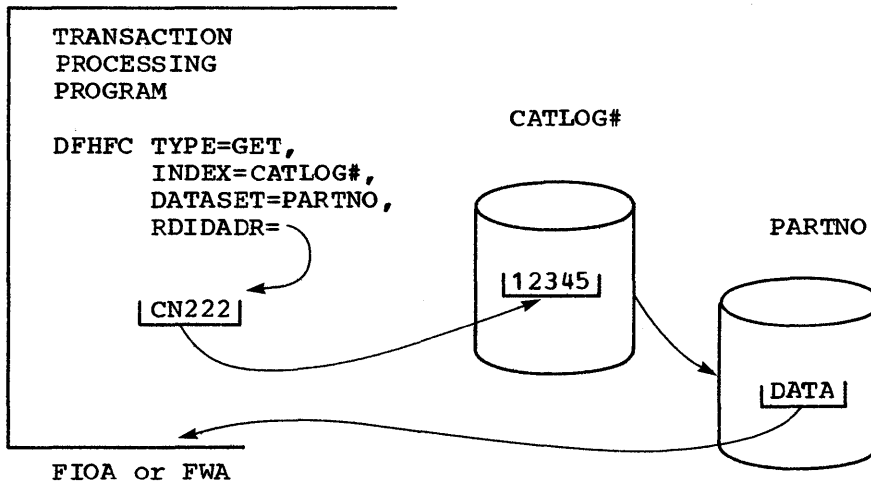 TRANSACTION
PROCESSING
PROGRAM
DFHFC TYPE=GET,
INDEX=CATLOG#,
DATASET=PARTNO,
RDIDADR=
CN222
CATLOG#
12345
PARTNO
DATA
FIOA or FWA